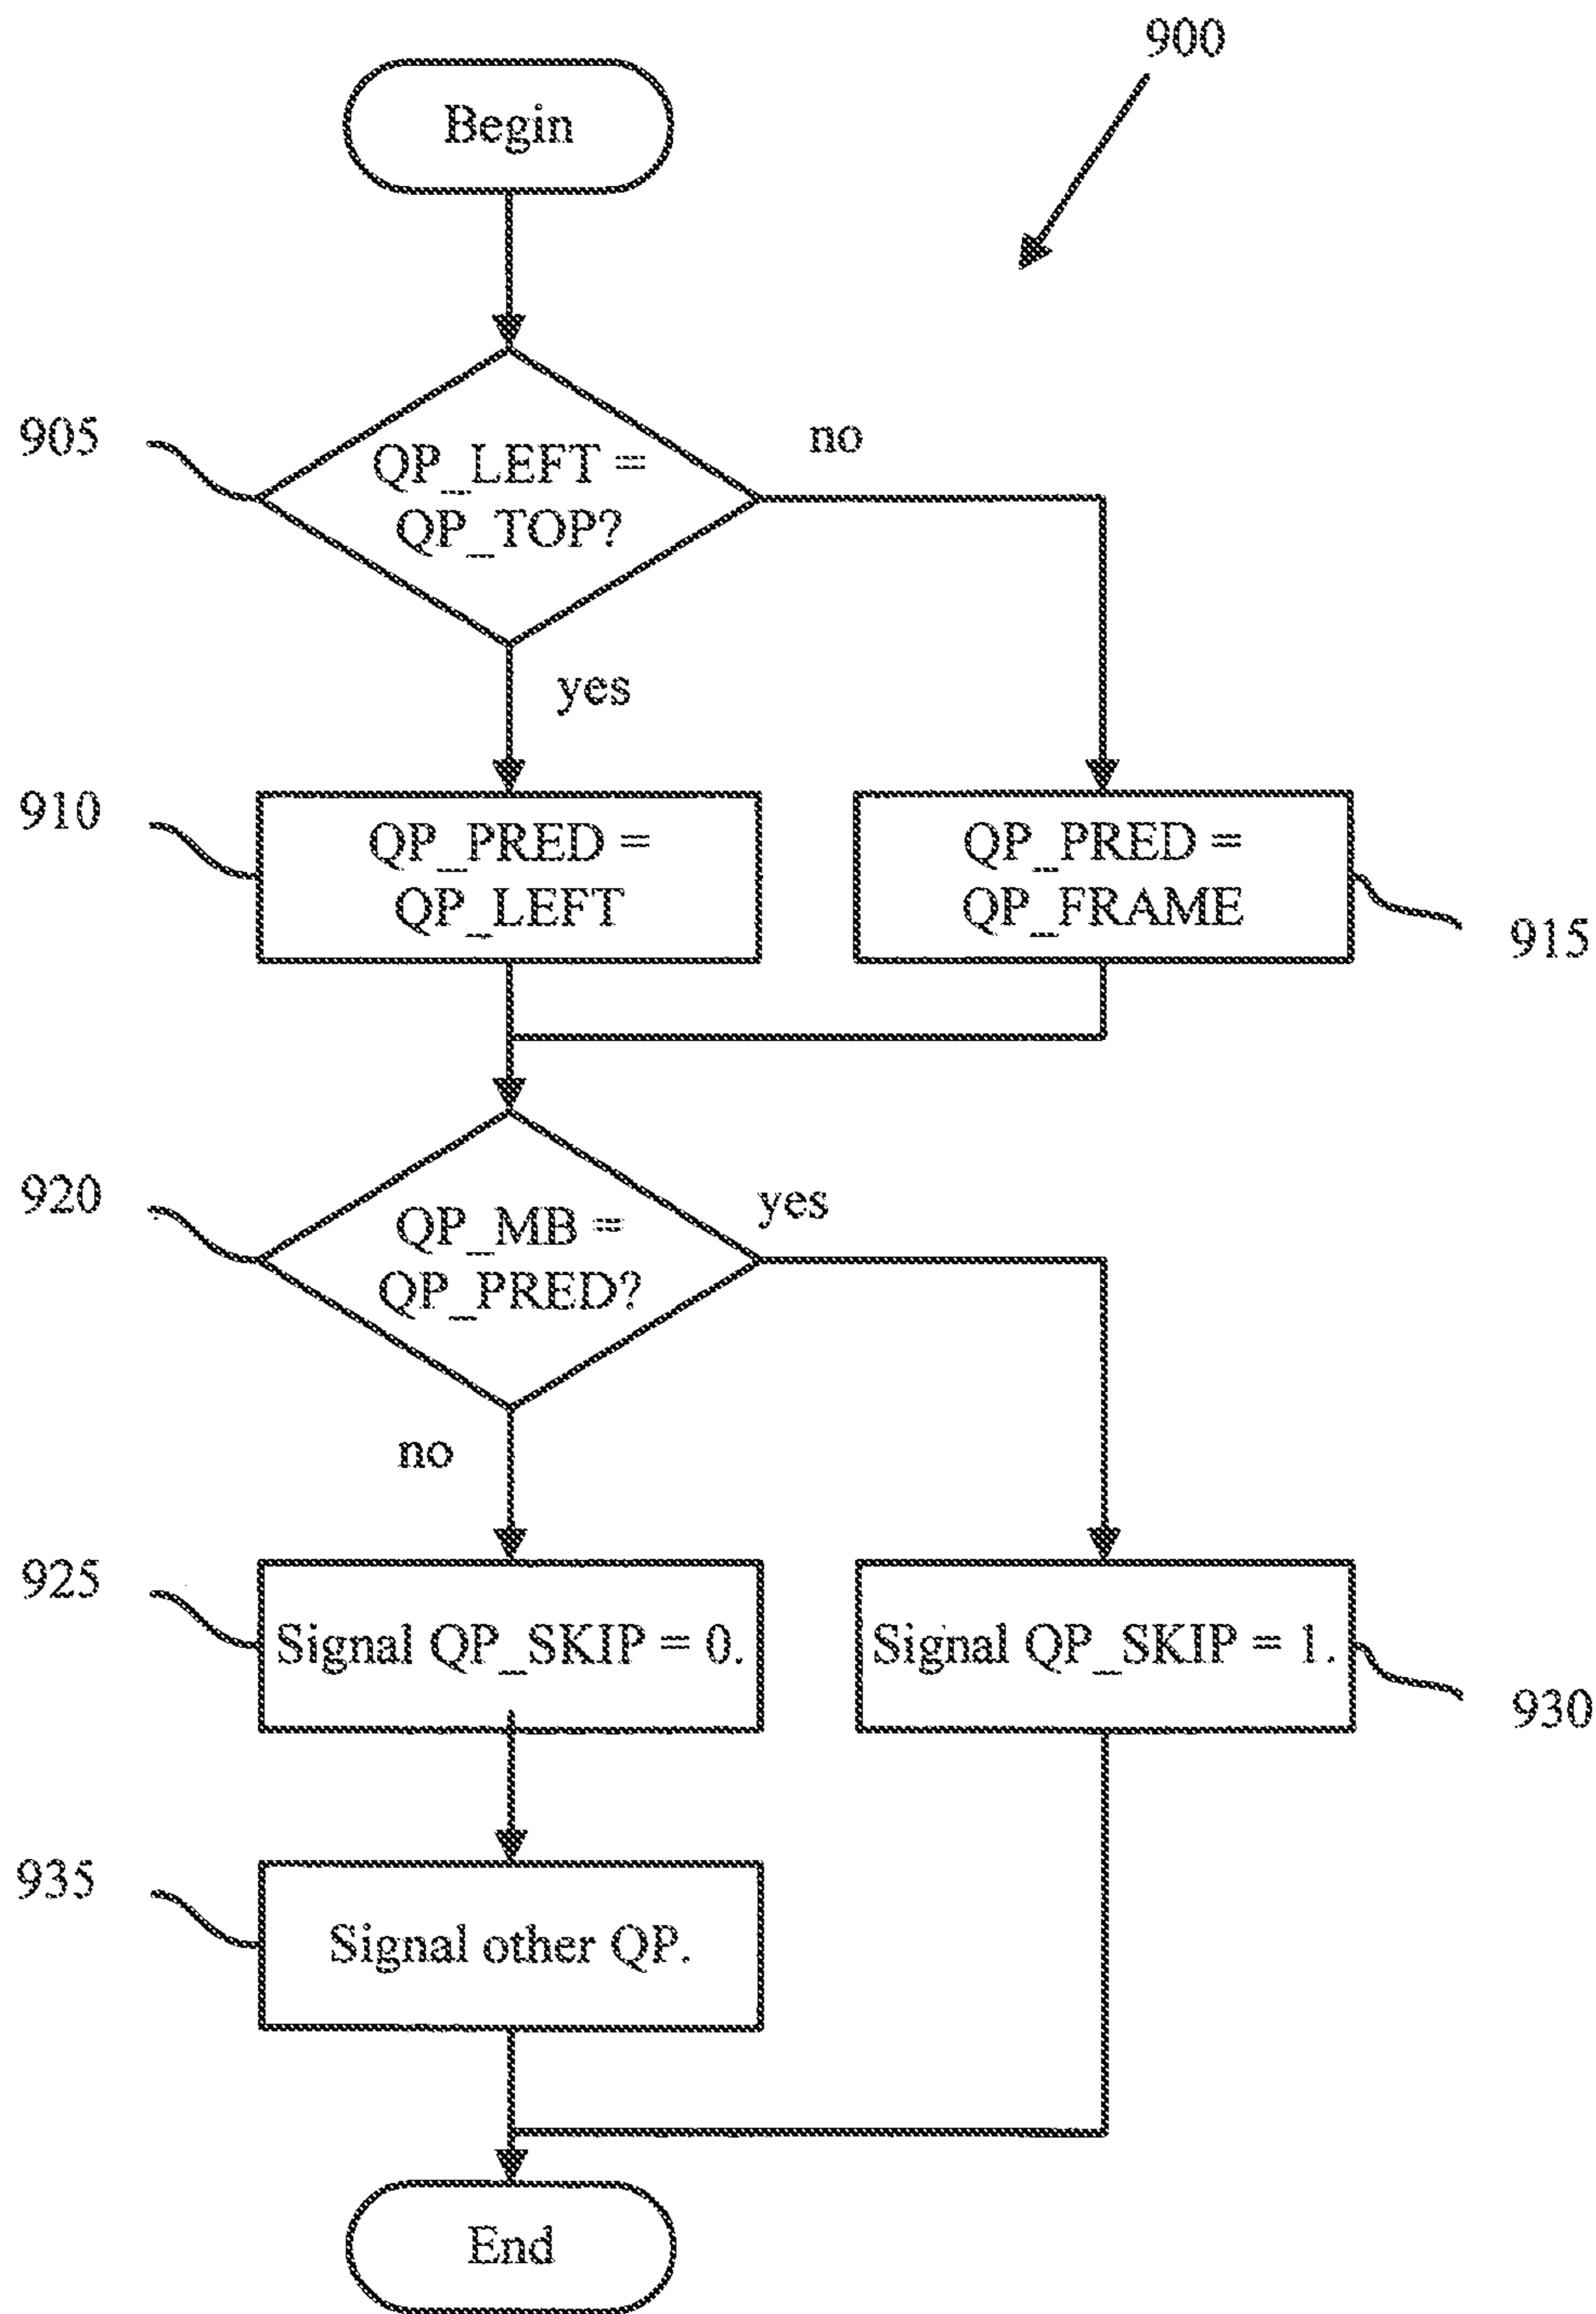 900
Begin
905
QP_LEFT =
QP_TOP?
no
yes
910
QP_PRED =
QP_LEFT
QP_PRED =
QP_FRAME
915
920
QP_MB =
QP_PRED?
yes
no
925
Signal QP_SKIP = 0.
Signal QP_SKIP = 1.
930
935
Signal other QP.
End